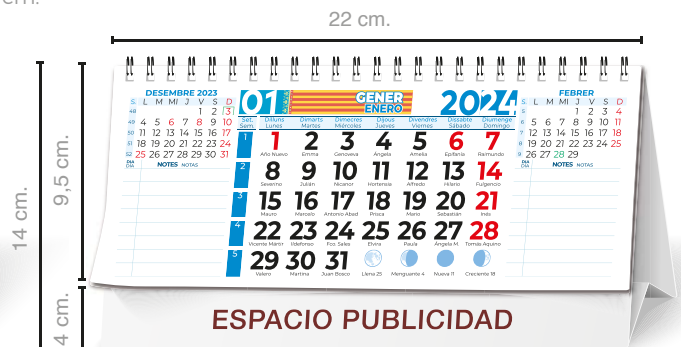 cm.
22 cm.
14 cm.
9,5 cm.
4 cm.
DESEMBRE 2023
S. L M MI J V S D
48 1 2 3
49 4 5 6 7 8 9 10
50 11 12 13 14 15 16 17
51 18 19 20 21 22 23 24
52 25 26 27 28 29 30 31
DIA NOTES NOTAS
DÍA
01 GENER 2024
ENERO
Set. Dilluns Dimarts Dimecres Dijous Divendres Dissabte Diumenge
Sem. Lunes Martes Miércoles Jueves Viernes Sábado Domingo
1 1 2 3 4 5 6 7
Año Nuevo Emma Genoveva Angela Amelia Epifanía Raimundo
2 8 9 10 11 12 13 14
Severino Julián Nicanor Hortensia Alfredo Hilario Fulgencio
3 15 16 17 18 19 20 21
Mauro Marcelo Antonio Abad Prisca Mario Sebastián Inés
4 22 23 24 25 26 27 28
Vicente Mártir Ildefonso Fco. Sales Elvira Paula Ángela M. Tomás Aquino
5 29 30 31
Valero Martina Juan Bosco Llena 25 Menguante 4 Nueva 11 Creciente 18
FEBRER
S. L M MI J V S D
1 2 3 4
5 6 7 8 9 10 11
12 13 14 15 16 17 18
19 20 21 22 23 24 25
9 26 27 28 29
DIA NOTES NOTAS
DÍA
ESPACIO PUBLICIDAD